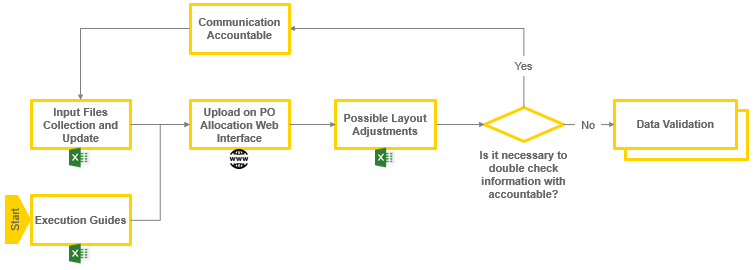 Communication
Accountable
Yes
Input Files
Collection and
Update
Upload on PO
Allocation Web
Interface
Possible Layout
Adjustments
No
Data Validation
X
WWW
X
Is it necessary to
double check
information with
accountable?
Start
Execution Guides
X